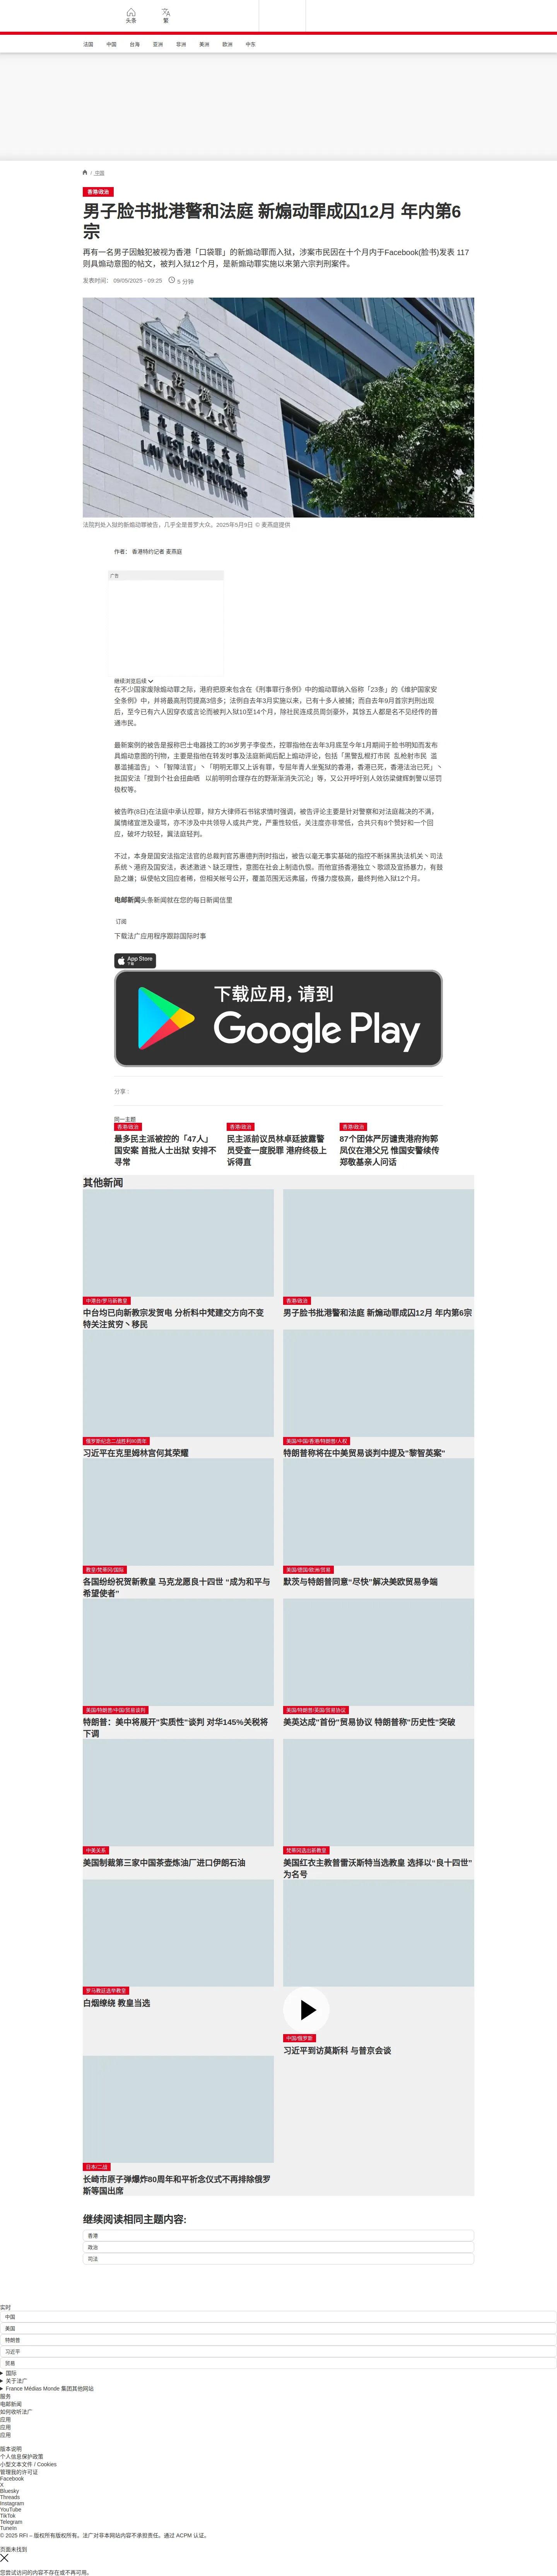 头条
繁
法国
中国
台海
亚洲
非洲
美洲
欧洲
中东
/ 中国
香港/政治
男子脸书批港警和法庭 新煽动罪成囚12月 年内第6
宗
再有一名男子因触犯被视为香港「口袋罪」的新煽动罪而入狱，涉案市民因在十个月内于Facebook(脸书)发表 117
则具煽动意图的帖文，被判入狱12个月，是新煽动罪实施以来第六宗判刑案件。
发表时间： 09/05/2025 - 09:25
5 分钟
西九龍法院大樓
WEST KOWLOON
LAW COURTS BUILDING
法院判处入狱的新煽动罪被告，几乎全是普罗大众。2025年5月9日 © 麦燕庭提供
作者： 香港特约记者 麦燕庭
广告
继续浏览后续
在不少国家废除煽动罪之际，港府把原来包含在《刑事罪行条例》中的煽动罪纳入俗称「23条」的《维护国家安
全条例》中，并将最高刑罚提高3倍多；法例自去年3月实施以来，已有十多人被捕；而自去年9月首宗判刑出现
后，至今已有六人因穿衣或言论而被判入狱10至14个月，除社民连成员周剑豪外，其馀五人都是名不见经传的普
通市民。
最新案例的被告是报称巴士电器技工的36岁男子李俊杰，控罪指他在去年3月底至今年1月期间于脸书明知而发布
具煽动意图的刊物，主要是指他在转发时事及法庭新闻后配上煽动评论，包括「黑警乱棍打市民 乱枪射市民 滥
暴滥捕滥告」丶「智障法官」丶「明明无罪又上诉有罪，专屈年青人坐冤狱的香港，香港已死，香港法治已死」丶
批国安法「搅到个社会扭曲晒 以前明明合理存在的野渐渐消失沉沦」等，又公开呼吁别人效彷梁健辉刺警以惩罚
极权等。
被告昨(8日)在法庭中承认控罪，辩方大律师石书铭求情时强调，被告评论主要是针对警察和对法庭裁决的不满，
属情绪宣泄及谩骂，亦不涉及中共领导人或共产党，严重性较低，关注度亦非常低，合共只有8个赞好和一个回
应，破坏力较轻，冀法庭轻判。
不过，本身是国安法指定法官的总裁判官苏惠德判刑时指出，被告以毫无事实基础的指控不断抹黑执法机关丶司法
系统丶港府及国安法，表述激进丶缺乏理性，意图在社会上制造仇恨，而他宣扬香港独立丶歌颂及宣扬暴力，有鼓
励之嫌；纵使帖文回应者稀，但相关帐号公开，覆盖范围无远弗届，传播力度极高，最终判他入狱12个月。
电邮新闻头条新闻就在您的每日新闻信里
订阅
下载法广应用程序跟踪国际时事
App Store
下载
下载应用，请到
Google Play
分享 :
同一主题
香港/政治
最多民主派被控的「47人」
国安案 首批人士出狱 安排不
寻常
香港/政治
民主派前议员林卓廷披露警
员受查一度脱罪 港府终极上
诉得直
香港/政治
87个团体严厉谴责港府拘郭
凤仪在港父兄 惟国安警续传
郑敬基亲人问话
其他新闻
中港台/罗马新教皇
中台均已向新教宗发贺电 分析料中梵建交方向不变
特关注贫穷丶移民
香港/政治
男子脸书批港警和法庭 新煽动罪成囚12月 年内第6宗
俄罗斯纪念二战胜利80周年
习近平在克里姆林宫何其荣耀
美国/中国/香港/特朗普/人权
特朗普称将在中美贸易谈判中提及"黎智英案"
教皇/梵蒂冈/国际
各国纷纷祝贺新教皇 马克龙愿良十四世 “成为和平与
希望使者”
美国/德国/欧洲/贸易
默茨与特朗普同意“尽快”解决美欧贸易争端
美国/特朗普/中国/贸易谈判
特朗普：美中将展开"实质性"谈判 对华145%关税将
下调
美国/特朗普/英国/贸易协议
美英达成"首份"贸易协议 特朗普称"历史性"突破
中美关系
美国制裁第三家中国茶壶炼油厂进口伊朗石油
梵蒂冈选出新教皇
美国红衣主教普雷沃斯特当选教皇 选择以“良十四世”
为名号
罗马教廷选举教皇
白烟缭绕 教皇当选
中国/俄罗斯
习近平到访莫斯科 与普京会谈
日本/二战
长崎市原子弹爆炸80周年和平祈念仪式不再排除俄罗
斯等国出席
继续阅读相同主题内容:
香港
政治
司法
实时
中国
美国
特朗普
习近平
贸易
国际
关于法广
France Médias Monde 集团其他网站
服务
电邮新闻
如何收听法广
应用
应用
应用
版本说明
个人信息保护政策
小型文本文件 / Cookies
管理我的许可证
Facebook
X
Bluesky
Threads
Instagram
YouTube
TikTok
Telegram
TuneIn
© 2025 RFI – 版权所有版权所有。法广对非本网站内容不承担责任。通过 ACPM 认证。
页面未找到
您尝试访问的内容不存在或不再可用。